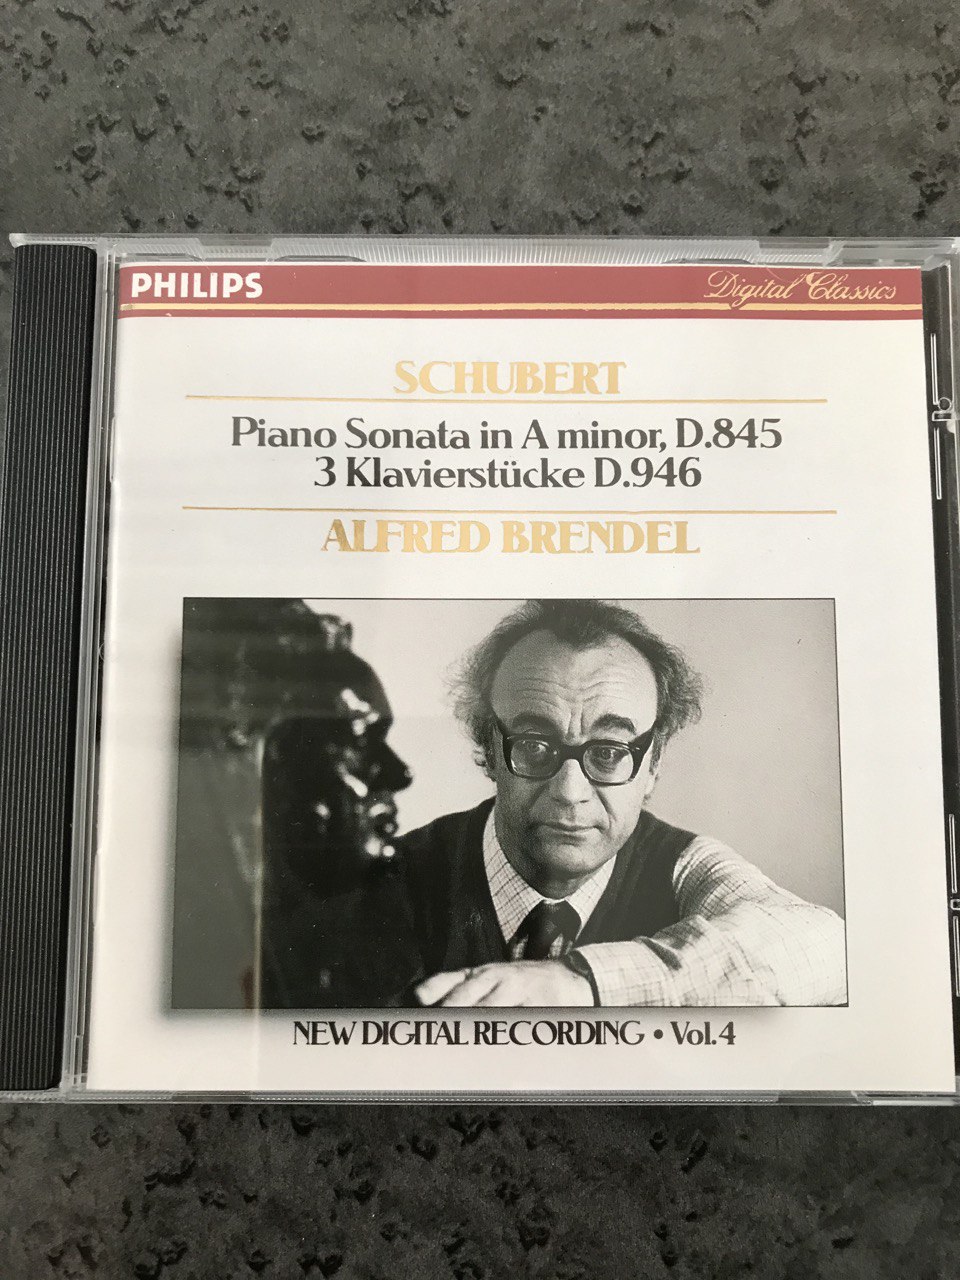 PHILIPS
Digital Classics
SCHUBERT
Piano Sonata in A minor, D.845
3 Klavierstücke D.946
ALFRED BRENDEL
NEW DIGITAL RECORDING • Vol.4